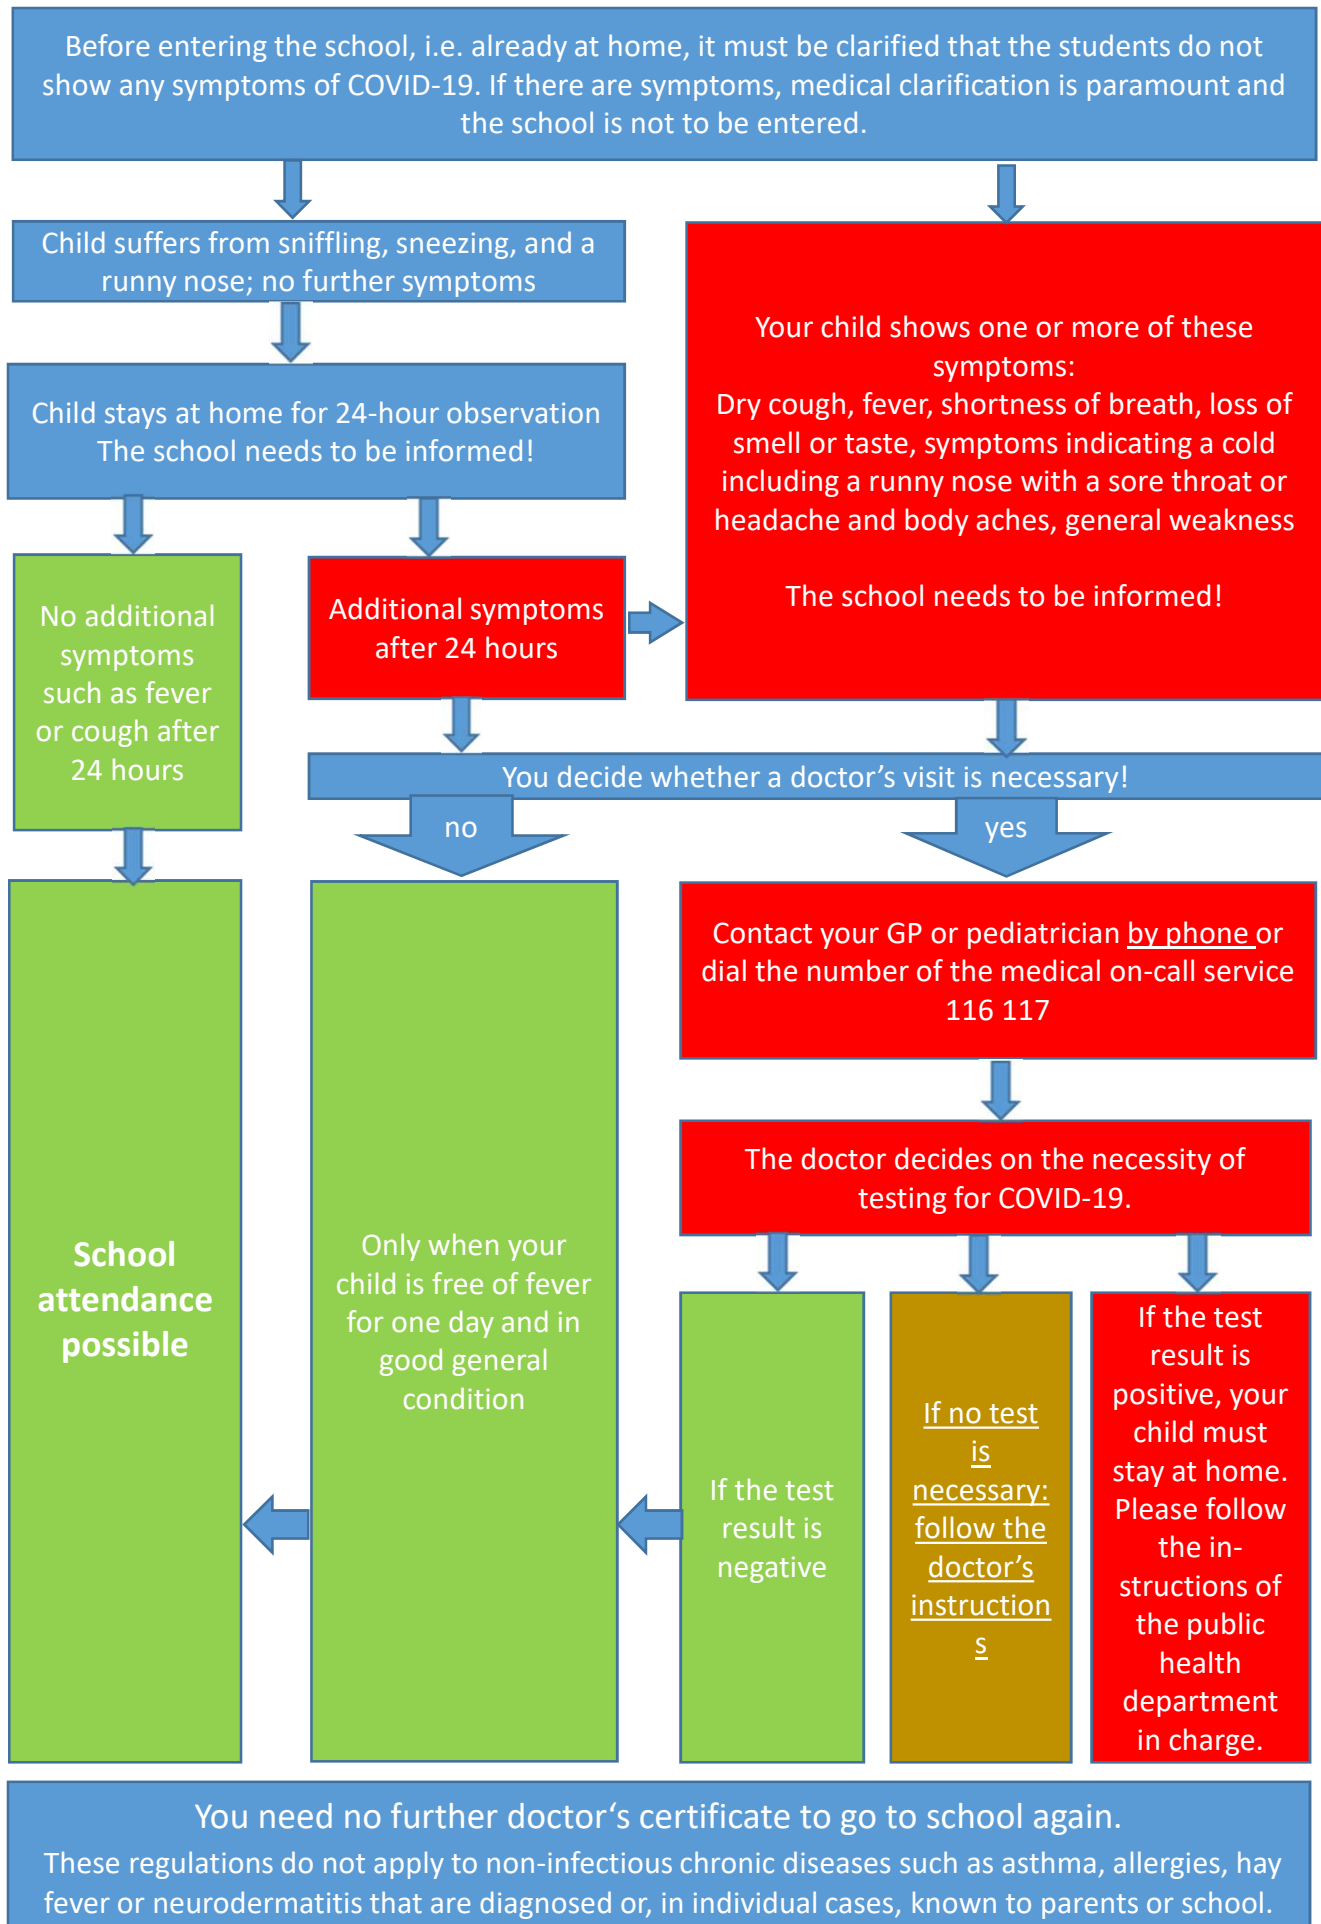 Before entering the school, i.e. already at home, it must be clarified that the students do not
show any symptoms of COVID-19. If there are symptoms, medical clarification is paramount and
the school is not to be entered.
Child suffers from sniffling, sneezing, and a
runny nose; no further symptoms
Child stays at home for 24-hour observation
The school needs to be informed!
Your child shows one or more of these
symptoms:
Dry cough, fever, shortness of breath, loss of
smell or taste, symptoms indicating a cold
including a runny nose with a sore throat or
headache and body aches, general weakness
The school needs to be informed!
No additional
symptoms
such as fever
or cough after
24 hours
Additional symptoms
after 24 hours
You decide whether a doctor’s visit is necessary!
no
yes
School
attendance
possible
Only when your
child is free of fever
for one day and in
good general
condition
Contact your GP or pediatrician by phone or
dial the number of the medical on-call service
116 117
The doctor decides on the necessity of
testing for COVID-19.
If the test
result is
negative
If no test
is
necessary:
follow the
doctor’s
instruction
s
If the test
result is
positive, your
child must
stay at home.
Please follow
the in-
structions of
the public
health
department
in charge.
You need no further doctor‘s certificate to go to school again.
These regulations do not apply to non-infectious chronic diseases such as asthma, allergies, hay
fever or neurodermatitis that are diagnosed or, in individual cases, known to parents or school.